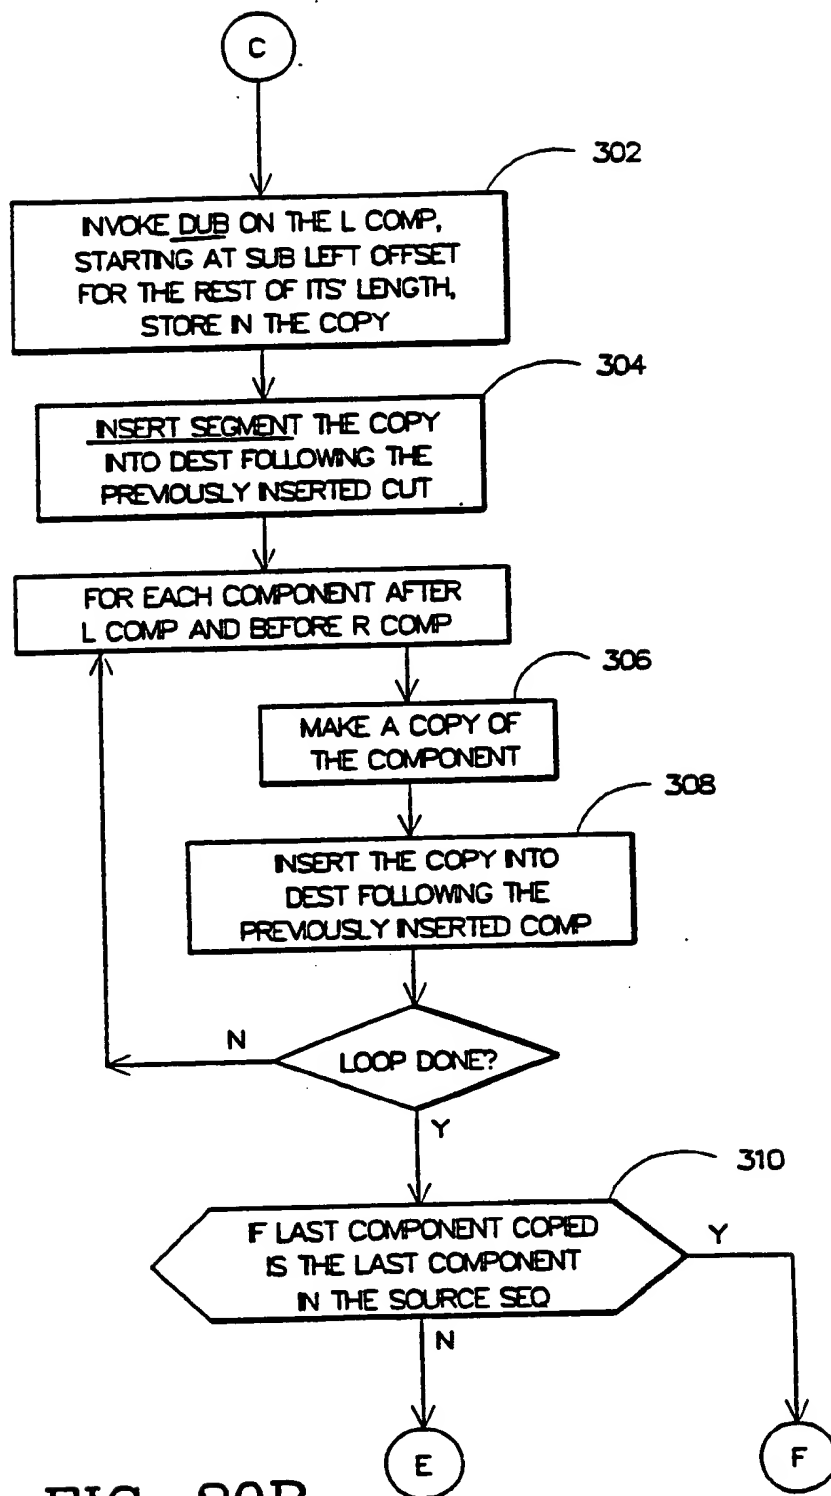 C
302
INVOKE DUB ON THE L COMP,
STARTING AT SUB LEFT OFFSET
FOR THE REST OF ITS' LENGTH,
STORE IN THE COPY
304
INSERT SEGMENT THE COPY
INTO DEST FOLLOWING THE
PREVIOUSLY INSERTED CUT
FOR EACH COMPONENT AFTER
L COMP AND BEFORE R COMP
306
MAKE A COPY OF
THE COMPONENT
308
INSERT THE COPY INTO
DEST FOLLOWING THE
PREVIOUSLY INSERTED COMP
N
LOOP DONE?
Y
310
IF LAST COMPONENT COPIED
IS THE LAST COMPONENT
IN THE SOURCE SEQ
Y
N
E
F